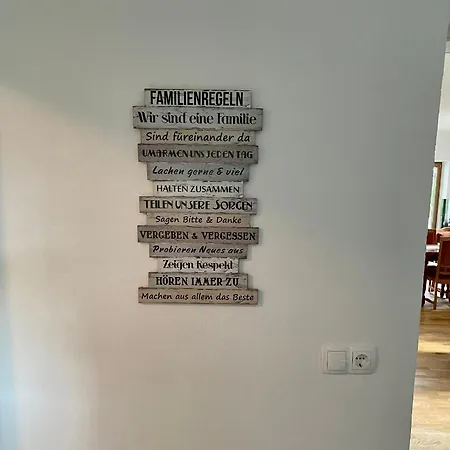 FAMILIENREGELN
Wir sind eine Familie
Sind füreinander da
UMARMEN UNS JEDEN TAG
Lachen gerne & viel
HALTEN ZUSAMMEN
TEILEN UNSERE SORGEN
Sagen Bitte & Danke
VERGEBEN & VERGESSEN
Probieren Neues aus
Zeigen Respekt
HÖREN IMMER ZU
Machen aus allem das Beste